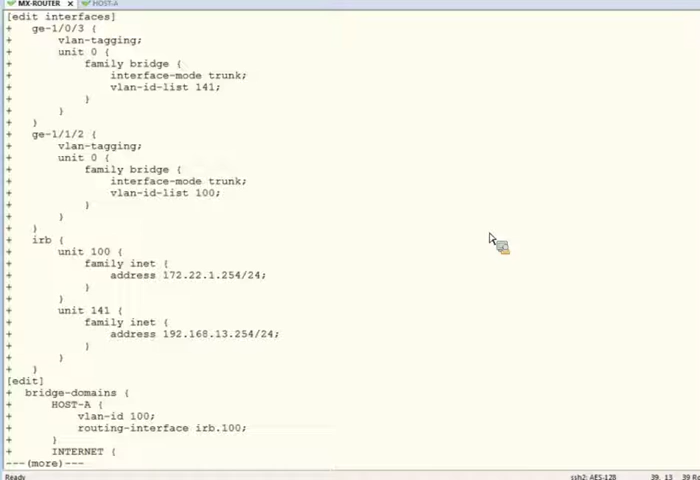 MX-ROUTER × HOST-A
[edit interfaces]
+ ge-1/0/3 {
+ vlan-tagging;
+ unit 0 {
+ family bridge {
+ interface-mode trunk;
+ vlan-id-list 141;
+ }
+ }
+ }
+ ge-1/1/2 {
+ vlan-tagging;
+ unit 0 {
+ family bridge {
+ interface-mode trunk;
+ vlan-id-list 100;
+ }
+ }
+ }
+ irb {
+ unit 100 {
+ family inet {
+ address 172.22.1.254/24;
+ }
+ }
+ unit 141 {
+ family inet {
+ address 192.168.13.254/24;
+ }
+ }
+ }
[edit]
+ bridge-domains {
+ HOST-A {
+ vlan-id 100;
+ routing-interface irb.100;
+ }
+ INTERNET {
---(more)---
Ready ssh2: AES-128 39, 13 39 R